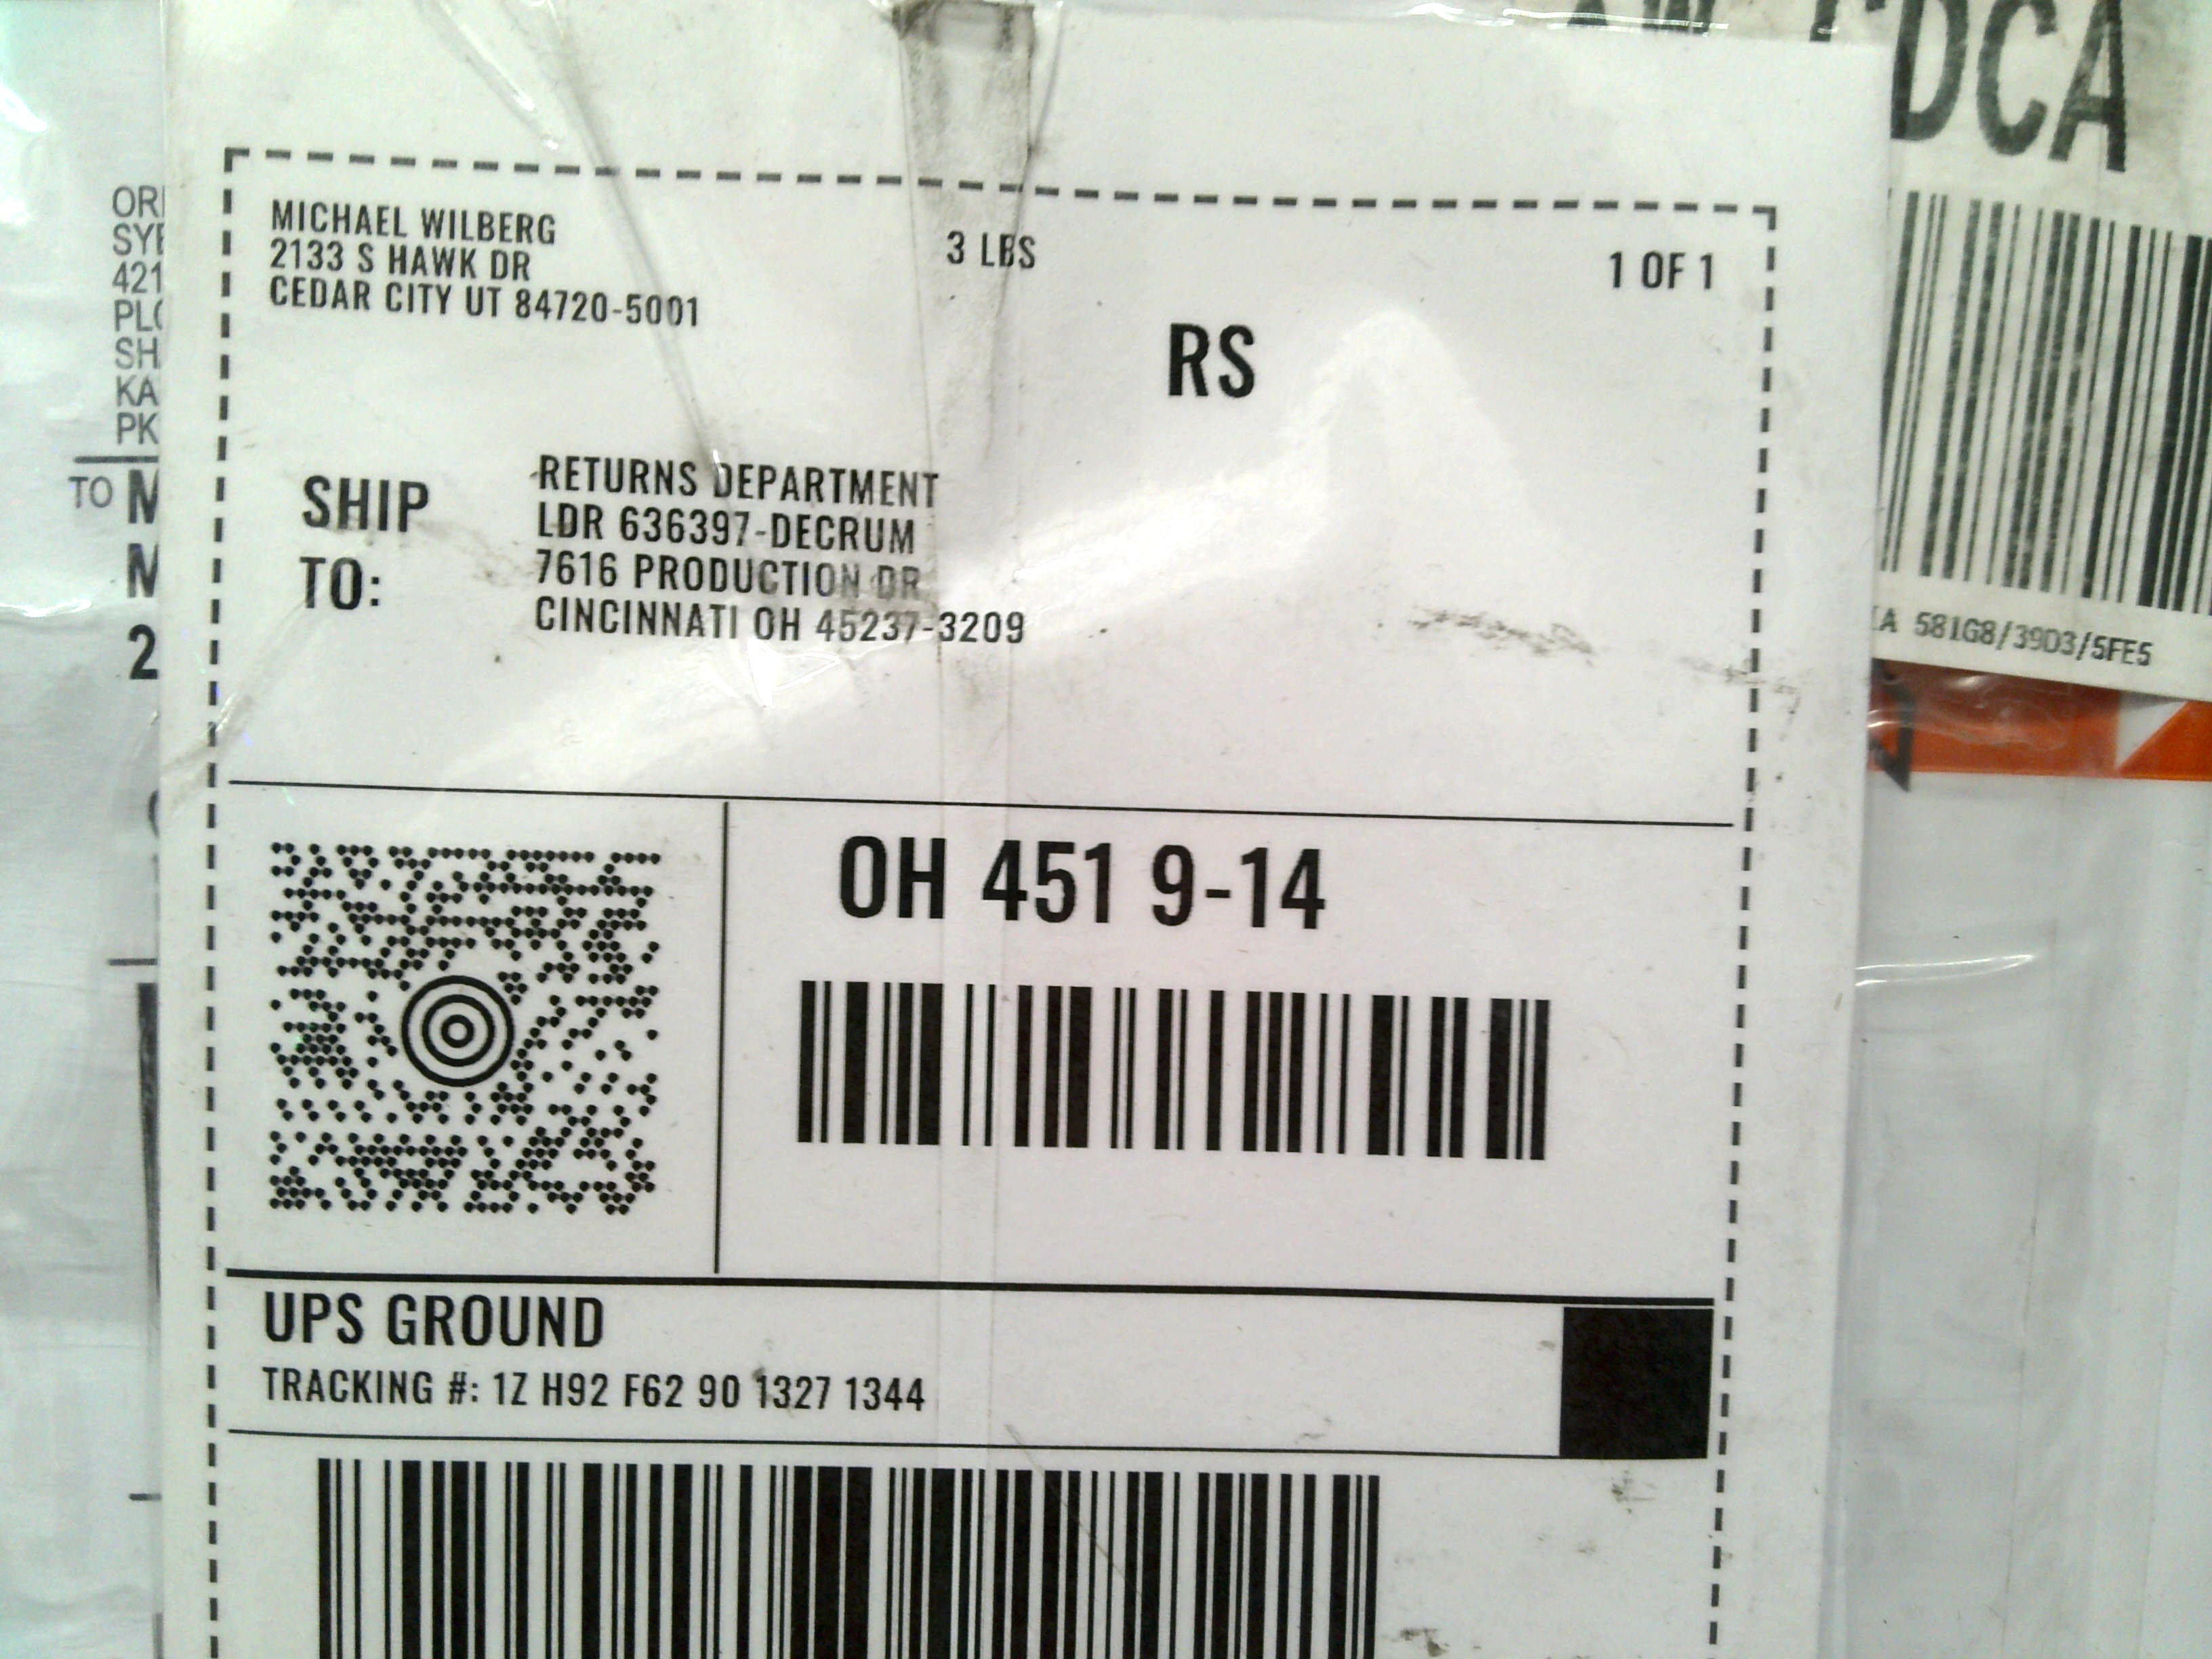 MICHAEL WILBERG
2133 S HAWK DR
CEDAR CITY UT 84720-5001
3 LBS
1 OF 1
RS
SHIP
TO:
RETURNS DEPARTMENT
LDR 636397-DECRUM
7616 PRODUCTION DR
CINCINNATI OH 45237-3209
OH 451 9-14
UPS GROUND
TRACKING #: 1Z H92 F62 90 1327 1344
TO
421
581G8/39D3/5FE5